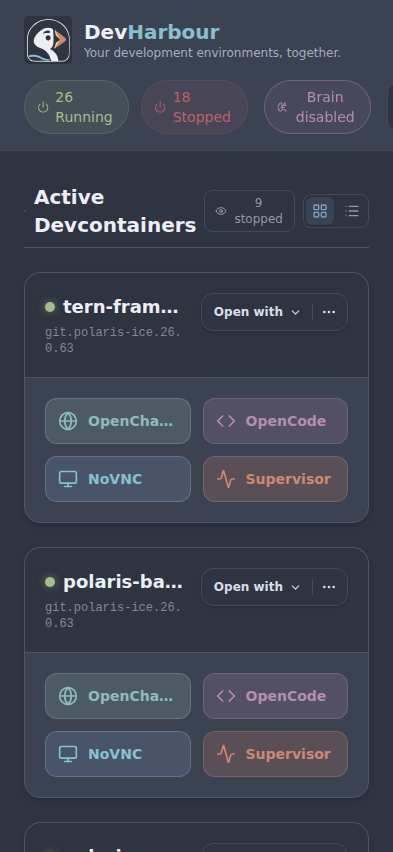 DevHarbour
Your development environments, together.
26
Running
18
Stopped
Brain
disabled
Active
Devcontainers
9
stopped
tern-fram...
Open with
git.polaris-ice.26.
0.63
OpenCha...
OpenCode
NoVNC
Supervisor
polaris-ba...
Open with
git.polaris-ice.26.
0.63
OpenCha...
OpenCode
NoVNC
Supervisor